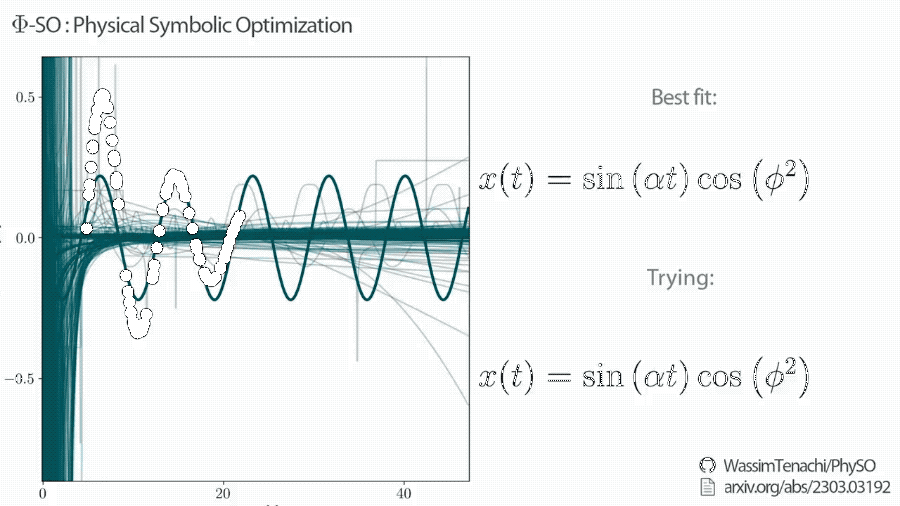 Φ-SO : Physical Symbolic Optimization
0.5
0.0
−0.5
0
20
40
Best fit:
x(t) = sin (αt) cos (ϕ²)
Trying:
x(t) = sin (αt) cos (ϕ²)
WassimTenachi/PhySO
arxiv.org/abs/2303.03192